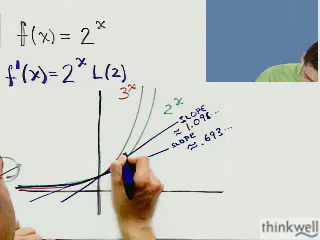 f(x) = 2^x
f'(x) = 2^x L(2)
3^x
2^x
SLOPE
≈ 1.098...
SLOPE
≈ .693...
thinkwell